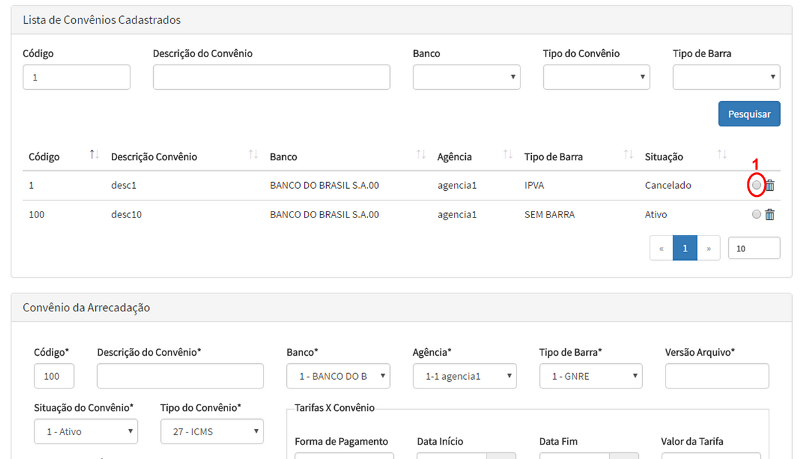 Lista de Convênios Cadastrados
Código Descrição do Convênio Banco Tipo do Convênio Tipo de Barra
1
Pesquisar
1
Código Descrição Convênio Banco Agência Tipo de Barra Situação
1 desc1 BANCO DO BRASIL S.A.00 agencia1 IPVA Cancelado
100 desc10 BANCO DO BRASIL S.A.00 agencia1 SEM BARRA Ativo
« 1 » 10
Convênio da Arrecadação
Código* Descrição do Convênio* Banco* Agência* Tipo de Barra* Versão Arquivo*
100 1 - BANCO DO B 1-1 agencia1 1 - GNRE
Situação do Convênio* Tipo do Convênio* Tarifas X Convênio
1 - Ativo 27 - ICMS
Forma de Pagamento Data Início Data Fim Valor da Tarifa